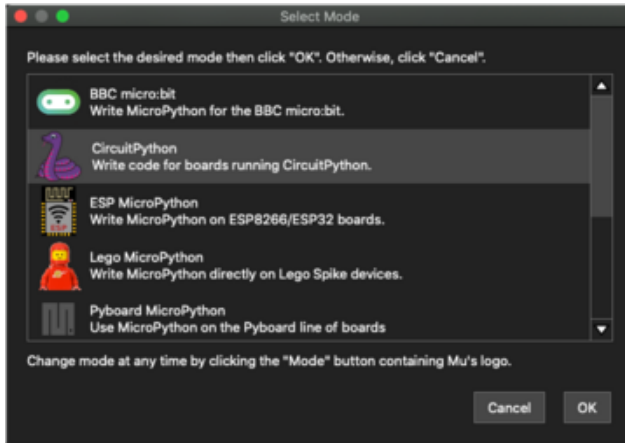 Select Mode
Please select the desired mode then click "OK". Otherwise, click "Cancel".
BBC micro:bit
Write MicroPython for the BBC micro:bit.
CircuitPython
Write code for boards running CircuitPython.
ESP
ESP MicroPython
Write MicroPython on ESP8266/ESP32 boards.
Lego MicroPython
Write MicroPython directly on Lego Spike devices.
Pyboard MicroPython
Use MicroPython on the Pyboard line of boards
Change mode at any time by clicking the "Mode" button containing Mu's logo.
Cancel
OK